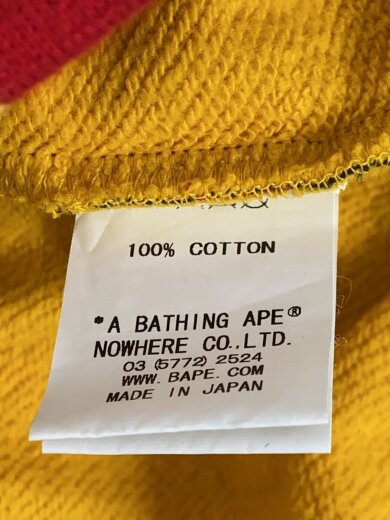 100% COTTON
*A BATHING APE®
NOWHERE CO.,LTD.
03 (5772) 2524
WWW.BAPE.COM
MADE IN JAPAN